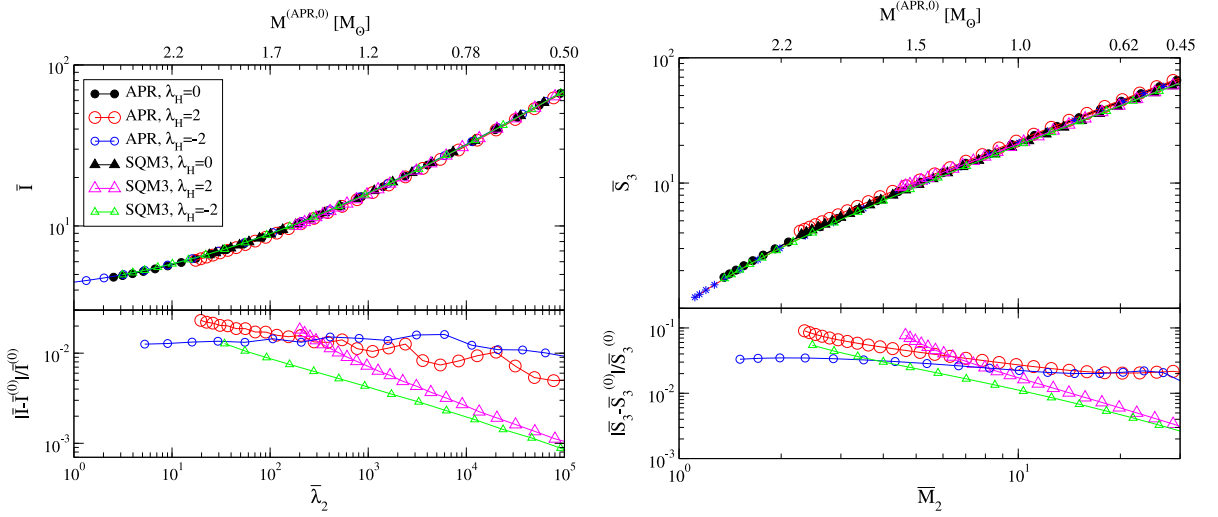 M^(APR,0) [M_⊙]
2.2 1.7 1.2 0.78 0.50
10^2
10^1
I̅
APR, λ_H=0
APR, λ_H=2
APR, λ_H=-2
SQM3, λ_H=0
SQM3, λ_H=2
SQM3, λ_H=-2
10^-2
10^-3
|I̅-I̅^(0)|/I̅^(0)
10^0 10^1 10^2 10^3 10^4 10^5
λ̅_2
M^(APR,0) [M_⊙]
2.2 1.5 1.0 0.62 0.45
10^2
10^1
10^0
S̅_3
10^-1
10^-2
10^-3
|S̅_3-S̅_3^(0)|/S̅_3^(0)
10^0 10^1
M̅_2